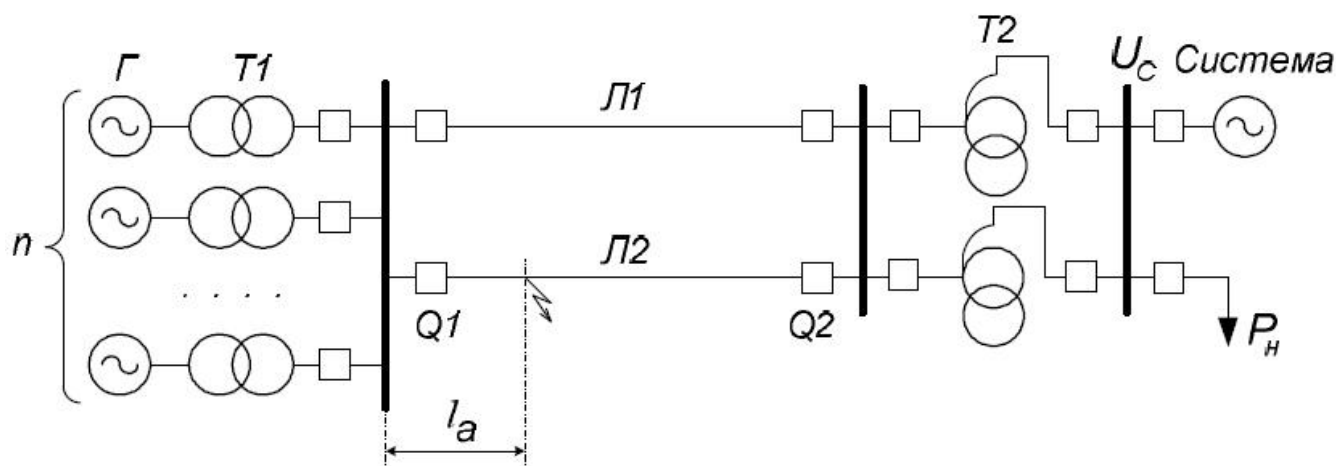 Г
T1
Л1
T2
U_C Система
n
Л2
. . . .
Q1
Q2
P_н
l_a